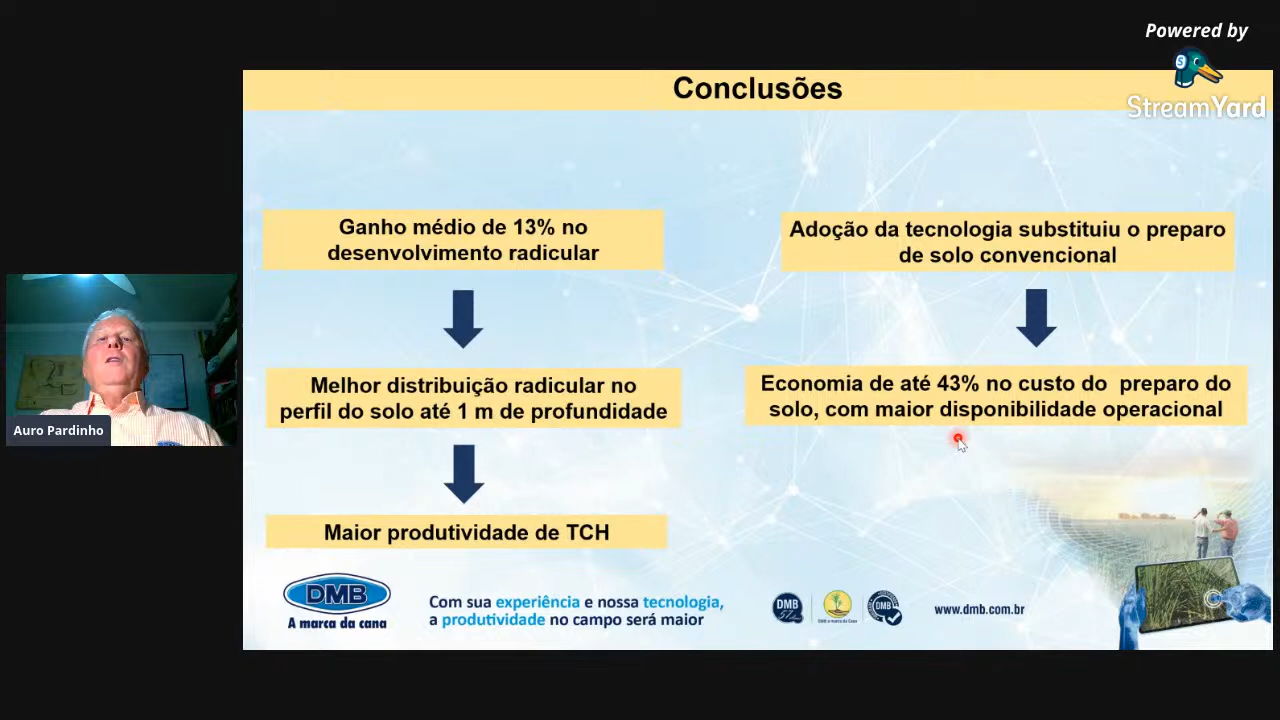 Powered by
StreamYard
Conclusões
Ganho médio de 13% no
desenvolvimento radicular
Melhor distribuição radicular no
perfil do solo até 1 m de profundidade
Maior produtividade de TCH
Adoção da tecnologia substituiu o preparo
de solo convencional
Economia de até 43% no custo do  preparo do
solo, com maior disponibilidade operacional
Auro Pardinho
DMB
A marca da cana
Com sua experiência e nossa tecnologia,
a produtividade no campo será maior
DMB
DMB
www.dmb.com.br